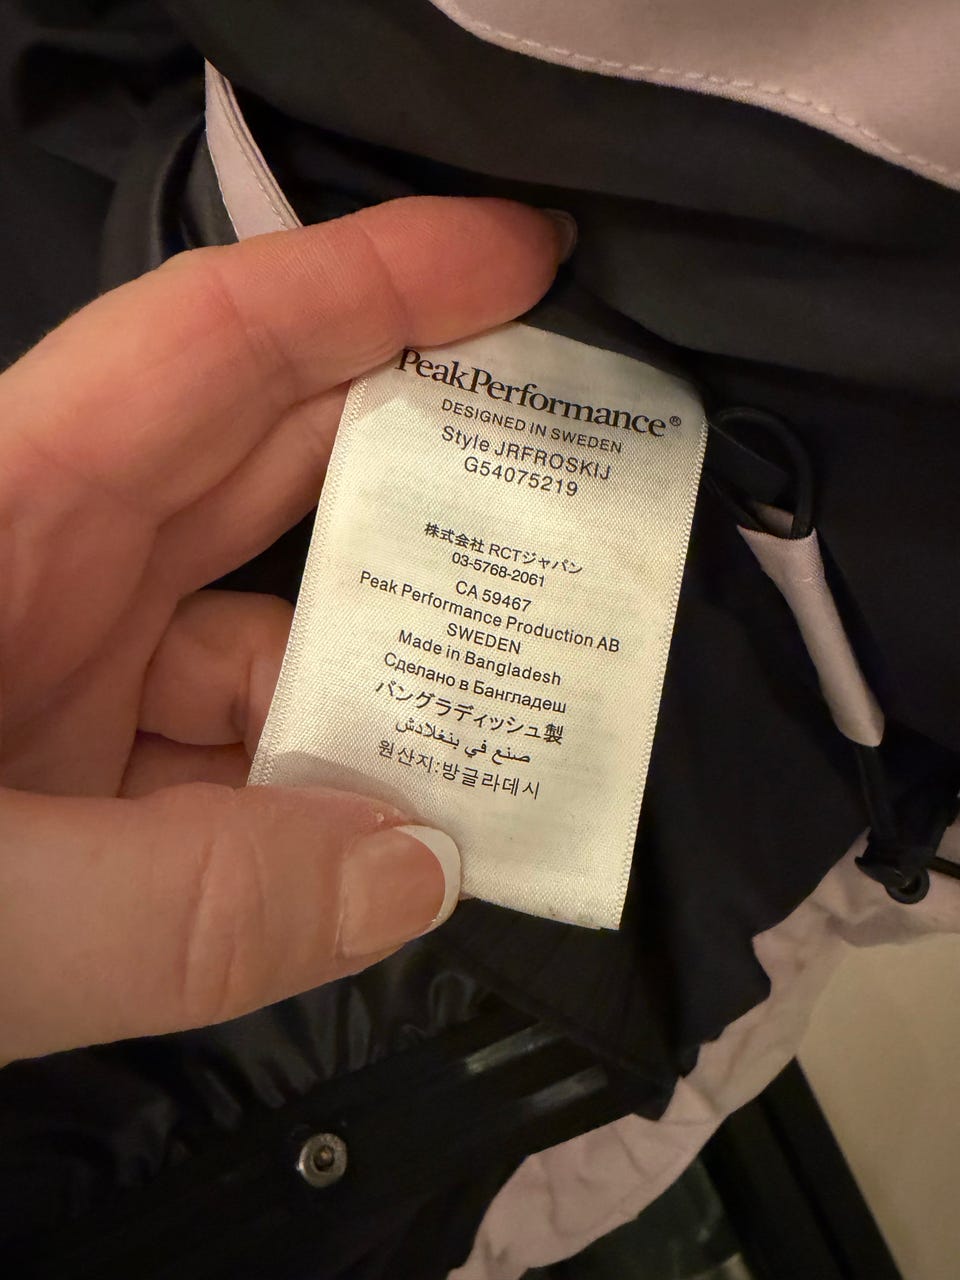 PeakPerformance®
DESIGNED IN SWEDEN
Style JRFROSKIJ
G54075219
株式会社 RCTジャパン
03-5768-2061
CA 59467
Peak Performance Production AB
SWEDEN
Made in Bangladesh
Сделано в Бангладеш
バングラディッシュ製
صنع في بنغلادش
원산지:방글라데시